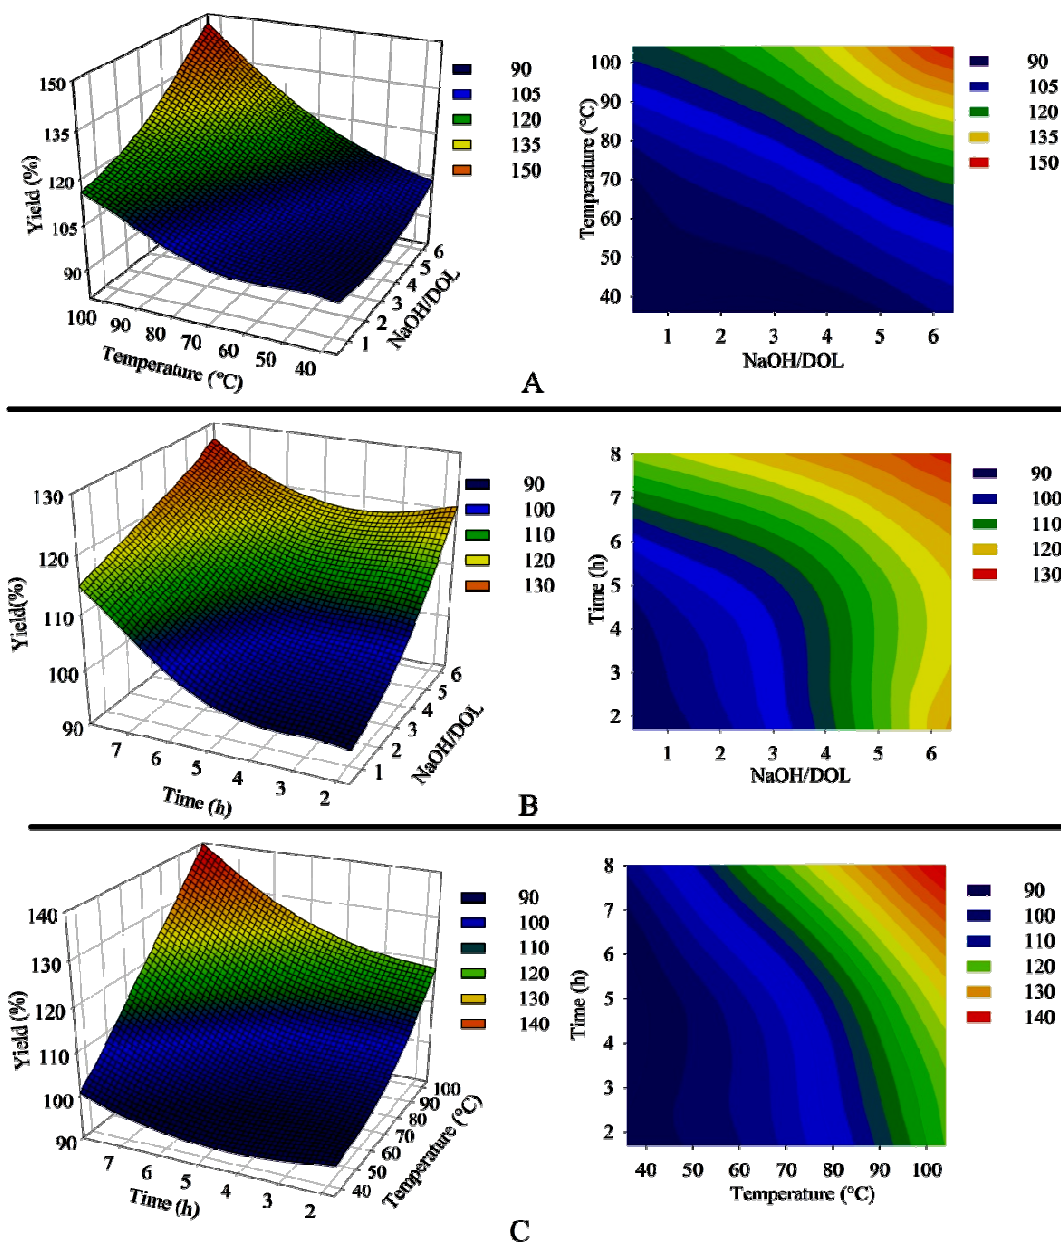 150
135
120
105
90
Yield (%)
100 90 80 70 60 50 40
Temperature (°C)
1 2 3 4 5 6
NaOH/DOL
90
105
120
135
150
100
90
80
70
60
50
40
Temperature (°C)
1 2 3 4 5 6
NaOH/DOL
90
105
120
135
150
A
130
120
110
100
90
Yield(%)
7 6 5 4 3 2
Time (h)
1 2 3 4 5 6
NaOH/DOL
90
100
110
120
130
8
7
6
5
4
3
2
Time (h)
1 2 3 4 5 6
NaOH/DOL
90
100
110
120
130
B
140
130
120
110
100
90
Yield (%)
7 6 5 4 3 2
Time (h)
40 50 60 70 80 90 100
Temperature (°C)
90
100
110
120
130
140
8
7
6
5
4
3
2
Time (h)
40 50 60 70 80 90 100
Temperature (°C)
90
100
110
120
130
140
C